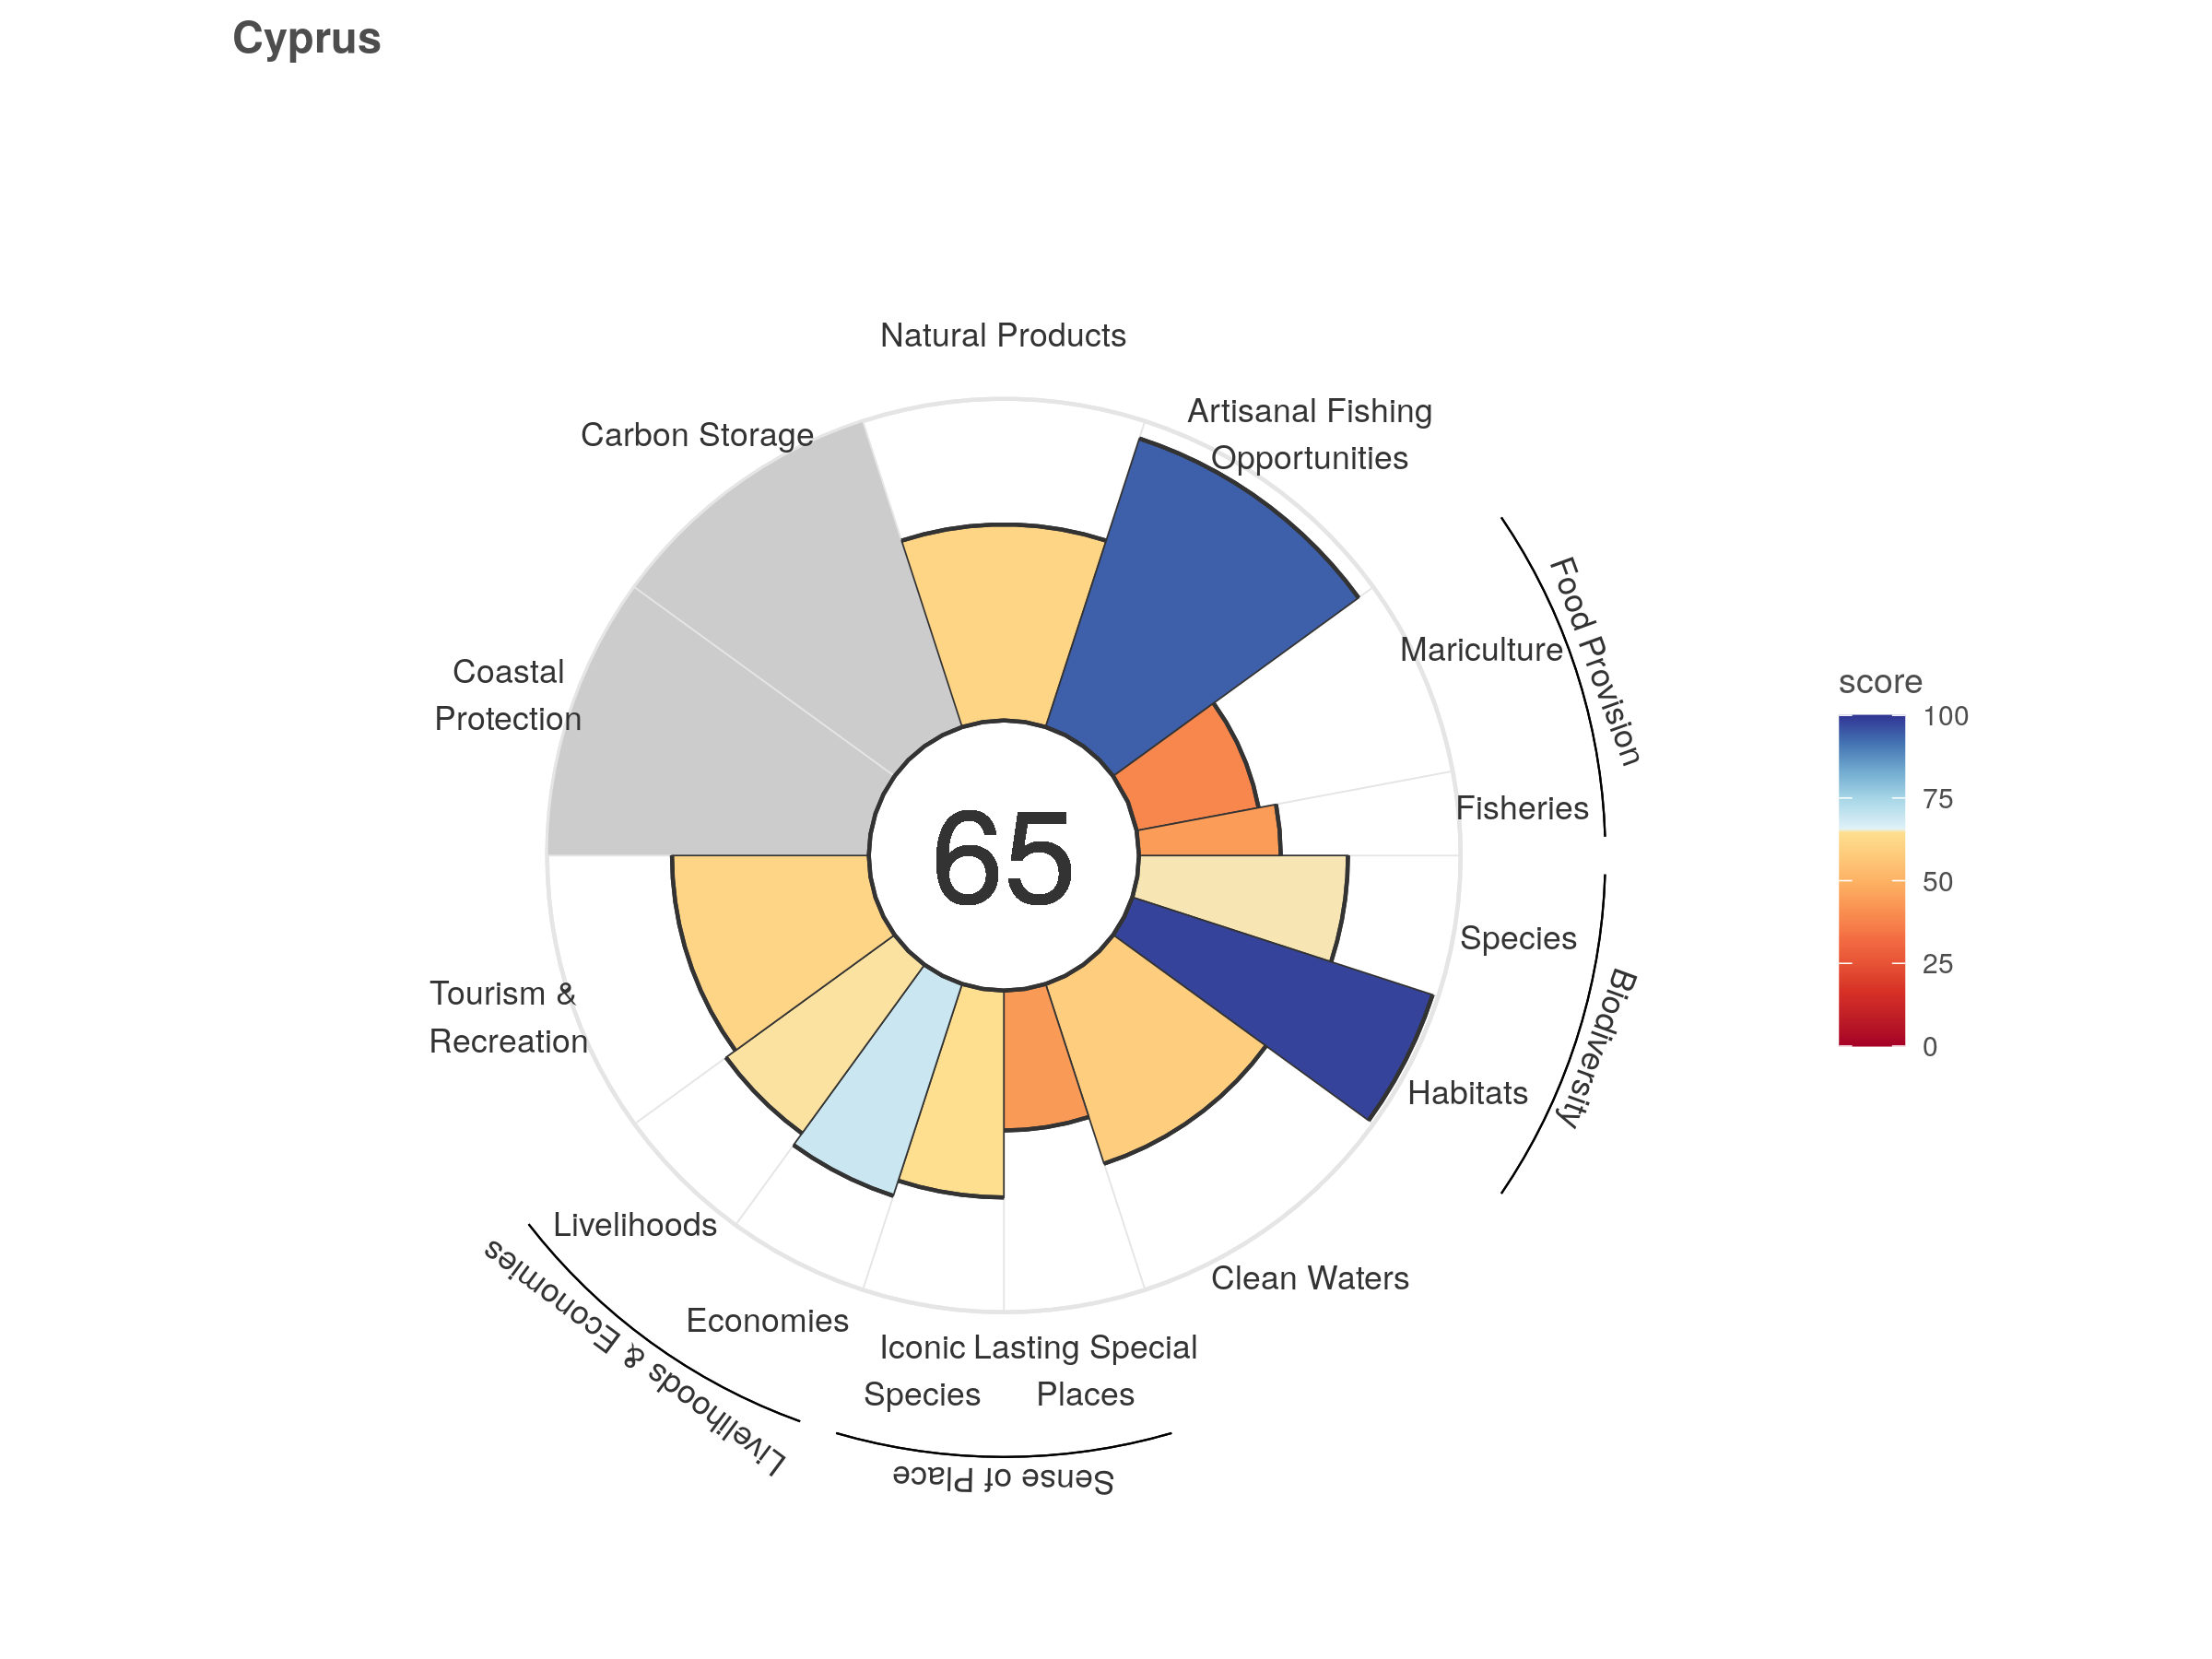 Cyprus
Natural Products
Artisanal Fishing
Opportunities
Carbon Storage
Food Provision
Mariculture
Coastal
Protection
score
100
75
50
25
0
Fisheries
65
Species
Biodiversity
Tourism &
Recreation
Habitats
Livelihoods
Clean Waters
Economies
Livelihoods & Economies
Iconic
Species
Lasting Special
Places
Sense of Place